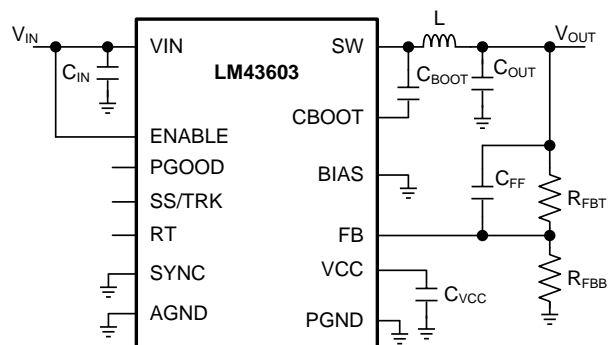 L
VIN
VOUT
VIN
SW
CIN
LM43603
CBOOT
COUT
CBOOT
ENABLE
PGOOD
BIAS
CFF
RFBT
SS/TRK
RT
FB
SYNC
VCC
RFBB
CVCC
AGND
PGND